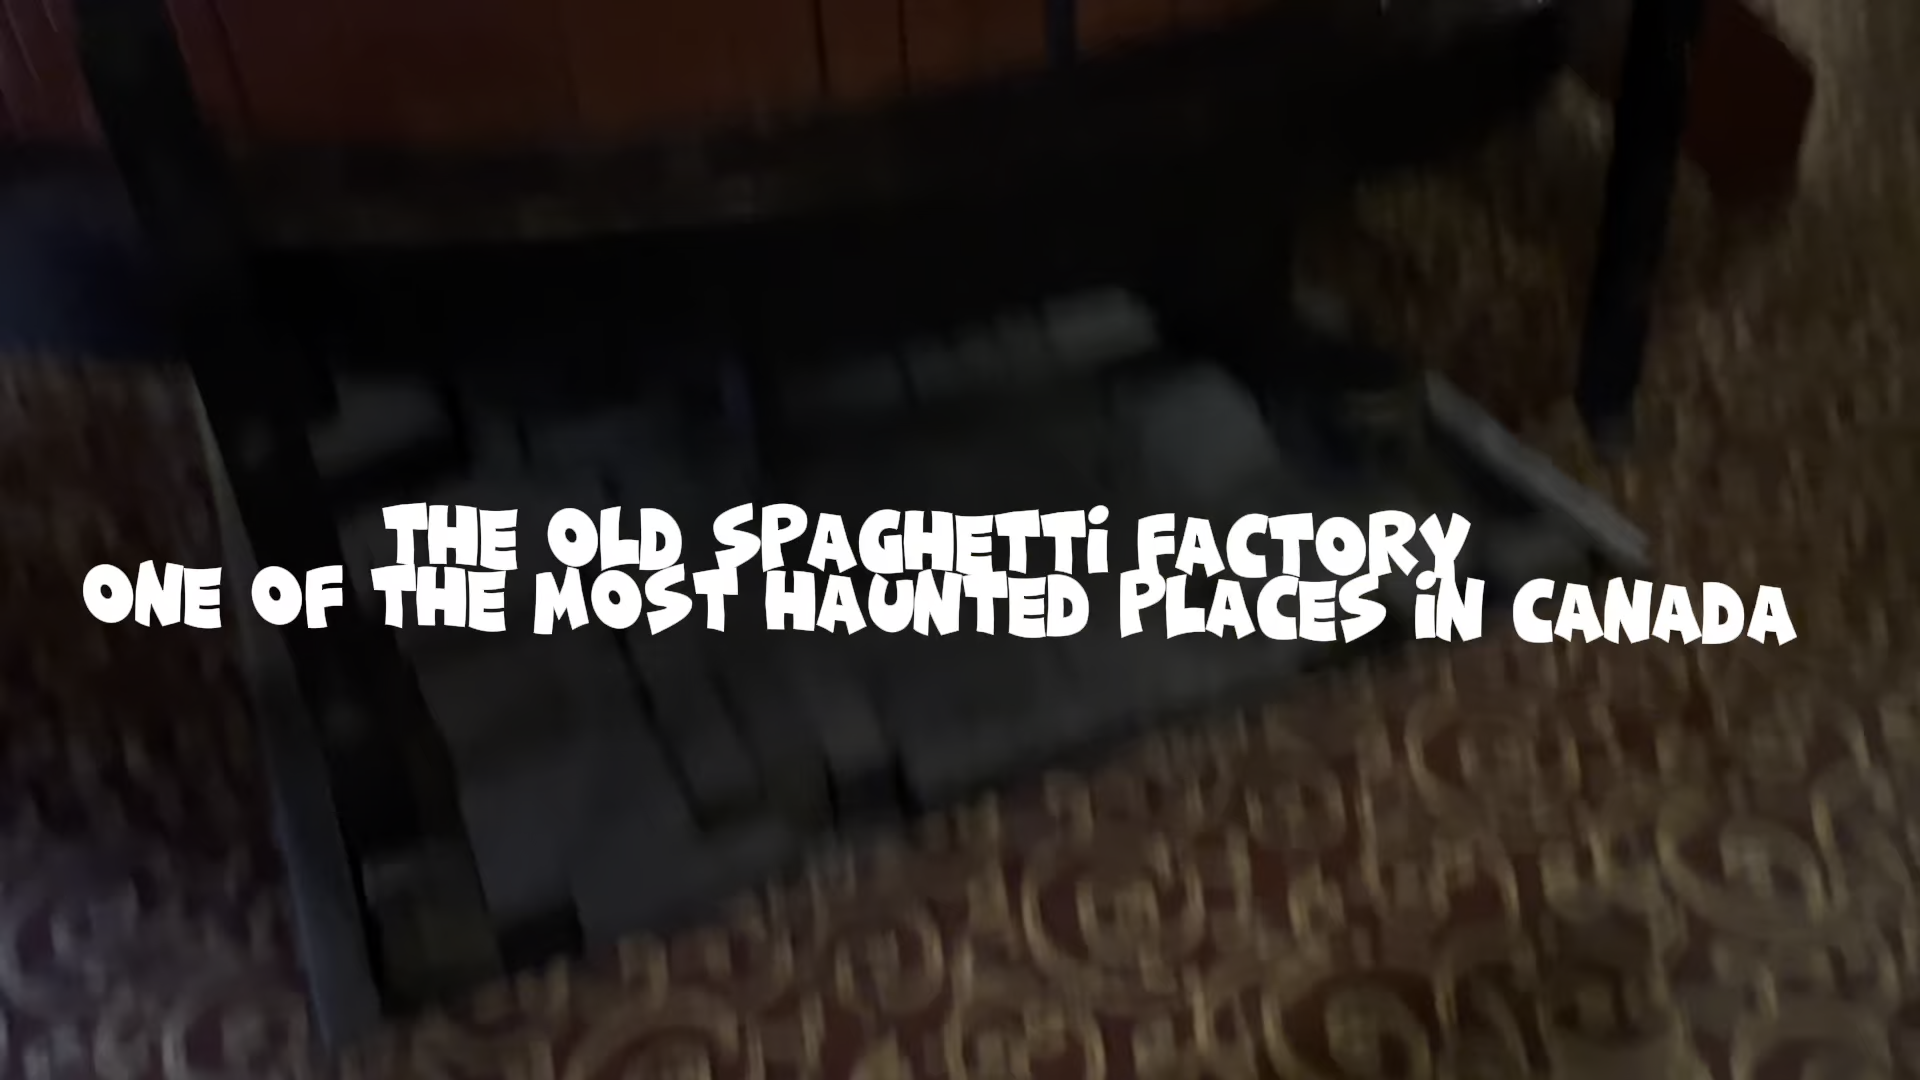 THE OLD SPAGHETTi FACTORY
ONE OF THE MOST HAUNTED PLACES iN CANADA